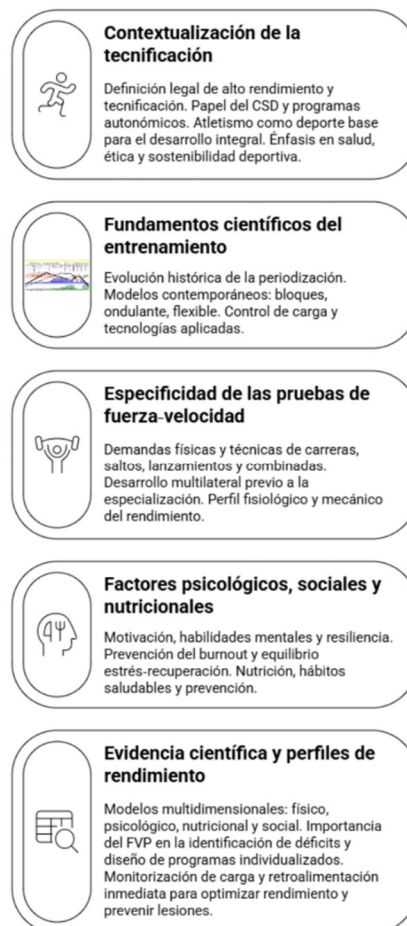 Contextualización de la
tecnificación
Definición legal de alto rendimiento y
tecnificación. Papel del CSD y programas
autonómicos. Atletismo como deporte base
para el desarrollo integral. Énfasis en salud,
ética y sostenibilidad deportiva.
Fundamentos científicos del
entrenamiento
Evolución histórica de la periodización.
Modelos contemporáneos: bloques,
ondulante, flexible. Control de carga y
tecnologías aplicadas.
Especificidad de las pruebas de
fuerza-velocidad
Demandas físicas y técnicas de carreras,
saltos, lanzamientos y combinadas.
Desarrollo multilateral previo a la
especialización. Perfil fisiológico y mecánico
del rendimiento.
Factores psicológicos, sociales y
nutricionales
Motivación, habilidades mentales y resiliencia.
Prevención del burnout y equilibrio
estrés-recuperación. Nutrición, hábitos
saludables y prevención.
Evidencia científica y perfiles de
rendimiento
Modelos multidimensionales: físico,
psicológico, nutricional y social. Importancia
del FVP en la identificación de déficits y
diseño de programas individualizados.
Monitorización de carga y retroalimentación
inmediata para optimizar rendimiento y
prevenir lesiones.